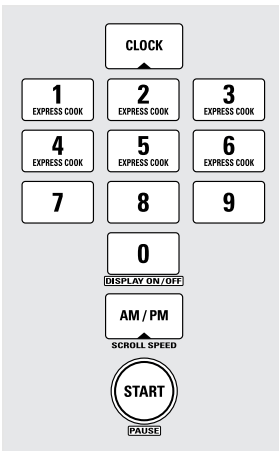 CLOCK
1 2 3
EXPRESS COOK EXPRESS COOK EXPRESS COOK
4 5 6
EXPRESS COOK EXPRESS COOK EXPRESS COOK
7 8 9
0
DISPLAY ON/OFF
AM/PM
SCROLL SPEED
START
PAUSE